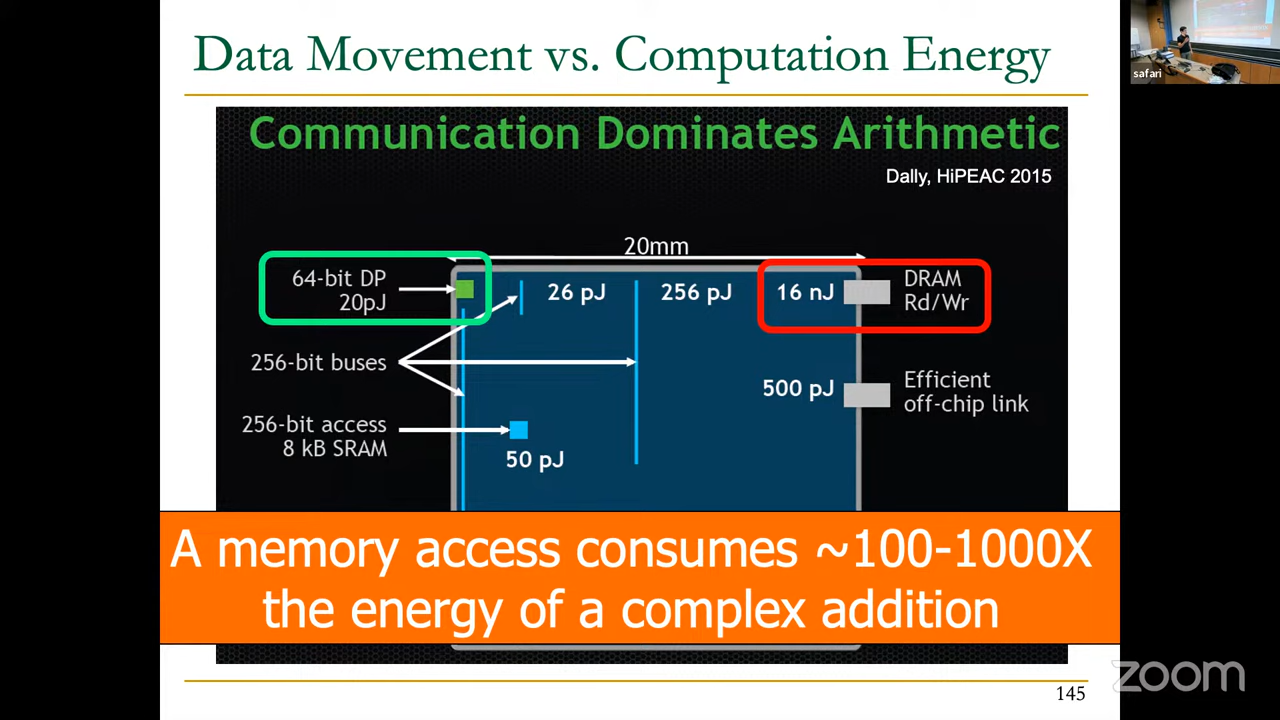 Data Movement vs. Computation Energy
safari
Communication Dominates Arithmetic
Dally, HiPEAC 2015
20mm
64-bit DP
20pJ
26 pJ
256 pJ
16 nJ
DRAM
Rd/Wr
256-bit buses
500 pJ
Efficient
off-chip link
256-bit access
8 kB SRAM
50 pJ
A memory access consumes ~100-1000X
the energy of a complex addition
145
zoom